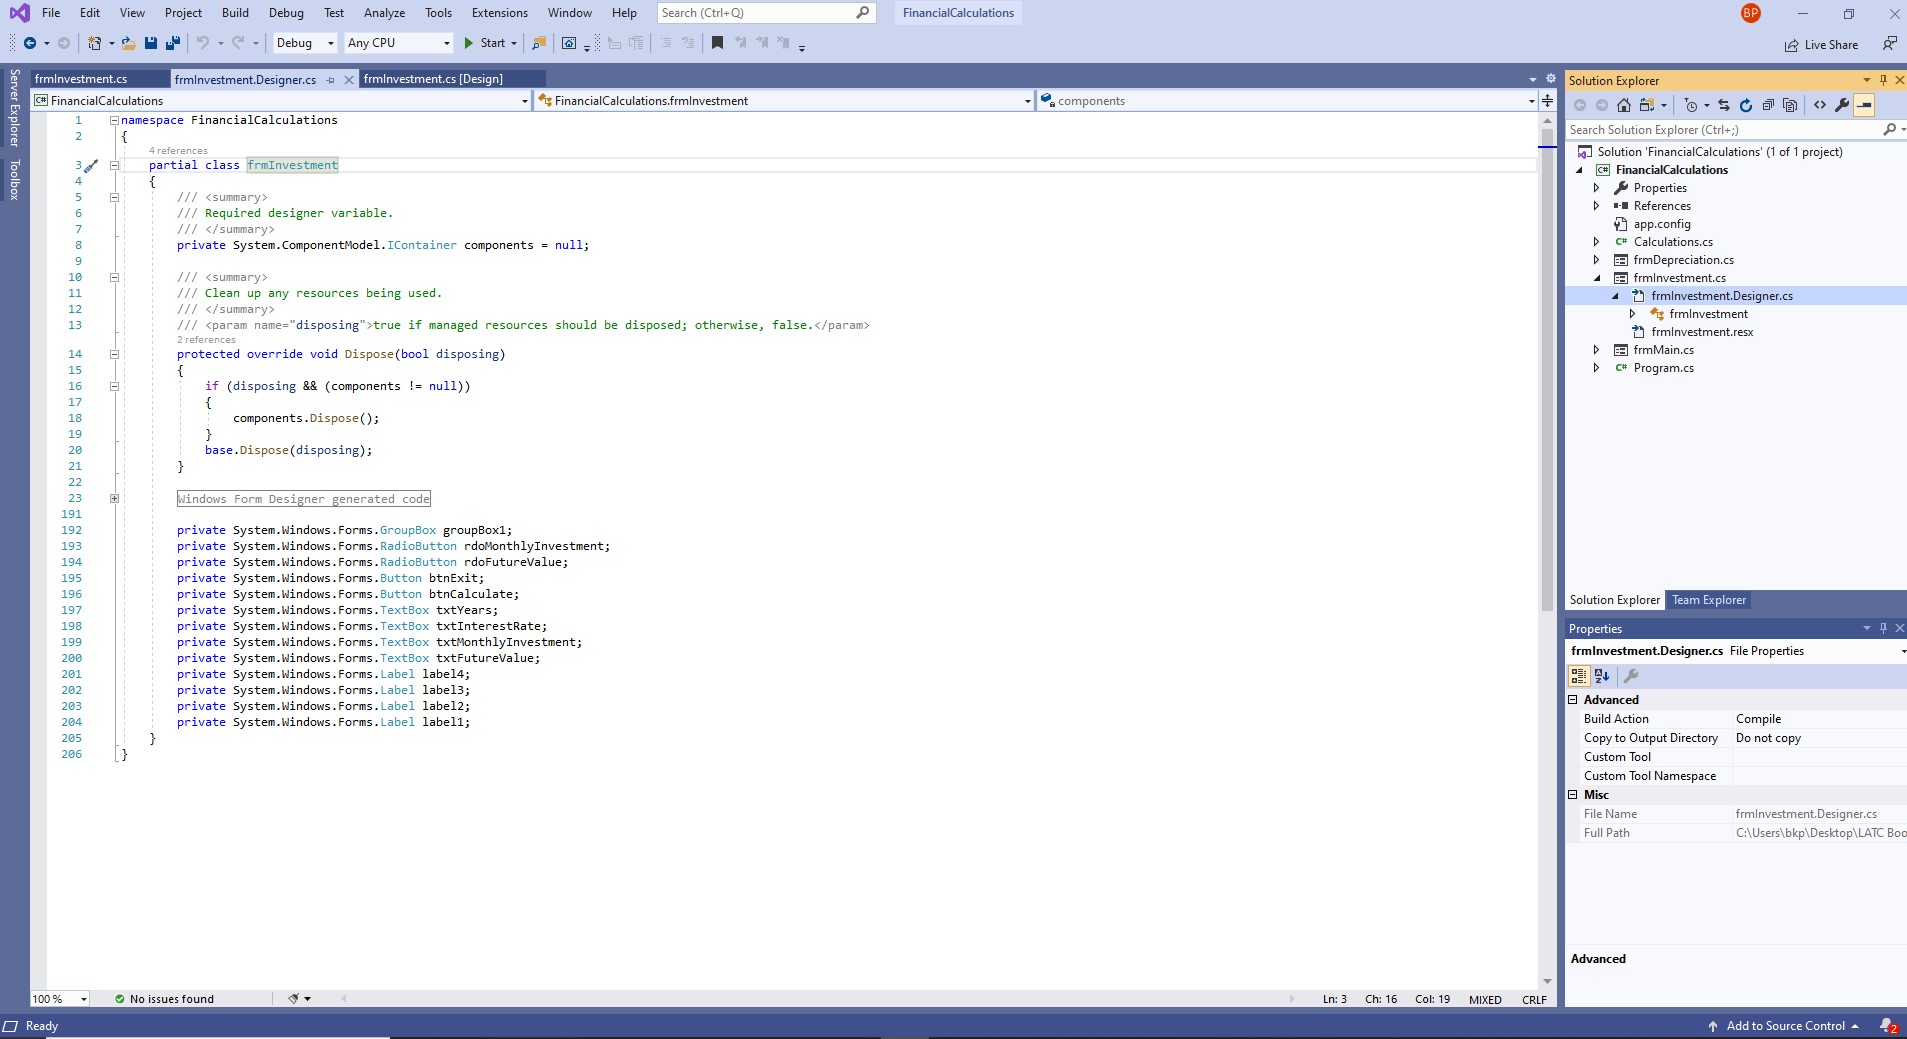 File Edit View Project Build Debug Test Analyze Tools Extensions Window Help Search (Ctrl+Q) FinancialCalculations BP
Debug Any CPU Start Live Share
Server Explorer
Toolbox
frmInvestment.cs frmInvestment.Designer.cs frmInvestment.cs [Design]
C# FinancialCalculations FinancialCalculations.frmInvestment components
1 namespace FinancialCalculations
2 {
4 references
3 partial class frmInvestment
4 {
5 /// <summary>
6 /// Required designer variable.
7 /// </summary>
8 private System.ComponentModel.IContainer components = null;
9
10 /// <summary>
11 /// Clean up any resources being used.
12 /// </summary>
13 /// <param name="disposing">true if managed resources should be disposed; otherwise, false.</param>
2 references
14 protected override void Dispose(bool disposing)
15 {
16 if (disposing && (components != null))
17 {
18 components.Dispose();
19 }
20 base.Dispose(disposing);
21 }
22
23 Windows Form Designer generated code
191
192 private System.Windows.Forms.GroupBox groupBox1;
193 private System.Windows.Forms.RadioButton rdoMonthlyInvestment;
194 private System.Windows.Forms.RadioButton rdoFutureValue;
195 private System.Windows.Forms.Button btnExit;
196 private System.Windows.Forms.Button btnCalculate;
197 private System.Windows.Forms.TextBox txtYears;
198 private System.Windows.Forms.TextBox txtInterestRate;
199 private System.Windows.Forms.TextBox txtMonthlyInvestment;
200 private System.Windows.Forms.TextBox txtFutureValue;
201 private System.Windows.Forms.Label label4;
202 private System.Windows.Forms.Label label3;
203 private System.Windows.Forms.Label label2;
204 private System.Windows.Forms.Label label1;
205 }
206 }
100 % No issues found Ln: 3 Ch: 16 Col: 19 MIXED CRLF
Solution Explorer
Search Solution Explorer (Ctrl+;)
Solution 'FinancialCalculations' (1 of 1 project)
C# FinancialCalculations
Properties
References
app.config
C# Calculations.cs
frmDepreciation.cs
frmInvestment.cs
frmInvestment.Designer.cs
frmInvestment
frmInvestment.resx
frmMain.cs
C# Program.cs
Solution Explorer Team Explorer
Properties
frmInvestment.Designer.cs File Properties
Advanced
Build Action Compile
Copy to Output Directory Do not copy
Custom Tool
Custom Tool Namespace
Misc
File Name frmInvestment.Designer.cs
Full Path C:\Users\bkp\Desktop\LATC Boo
Advanced
Ready Add to Source Control 2